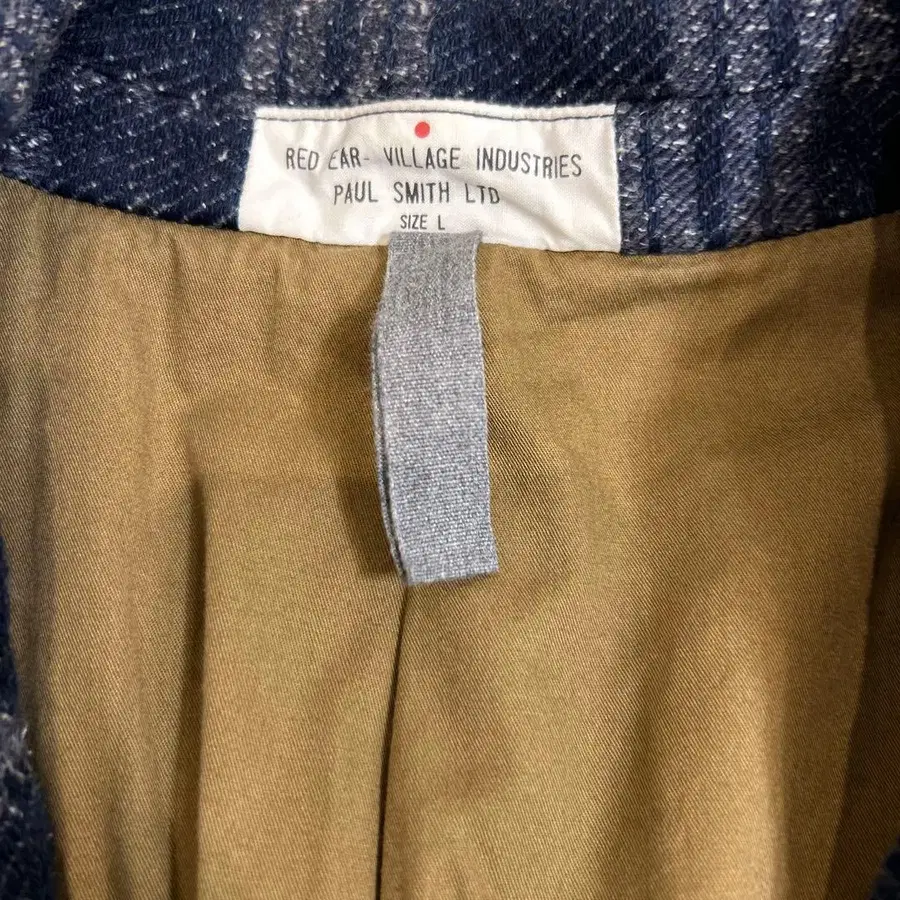 RED EAR- VILLAGE INDUSTRIES
PAUL SMITH LTD
SIZE L